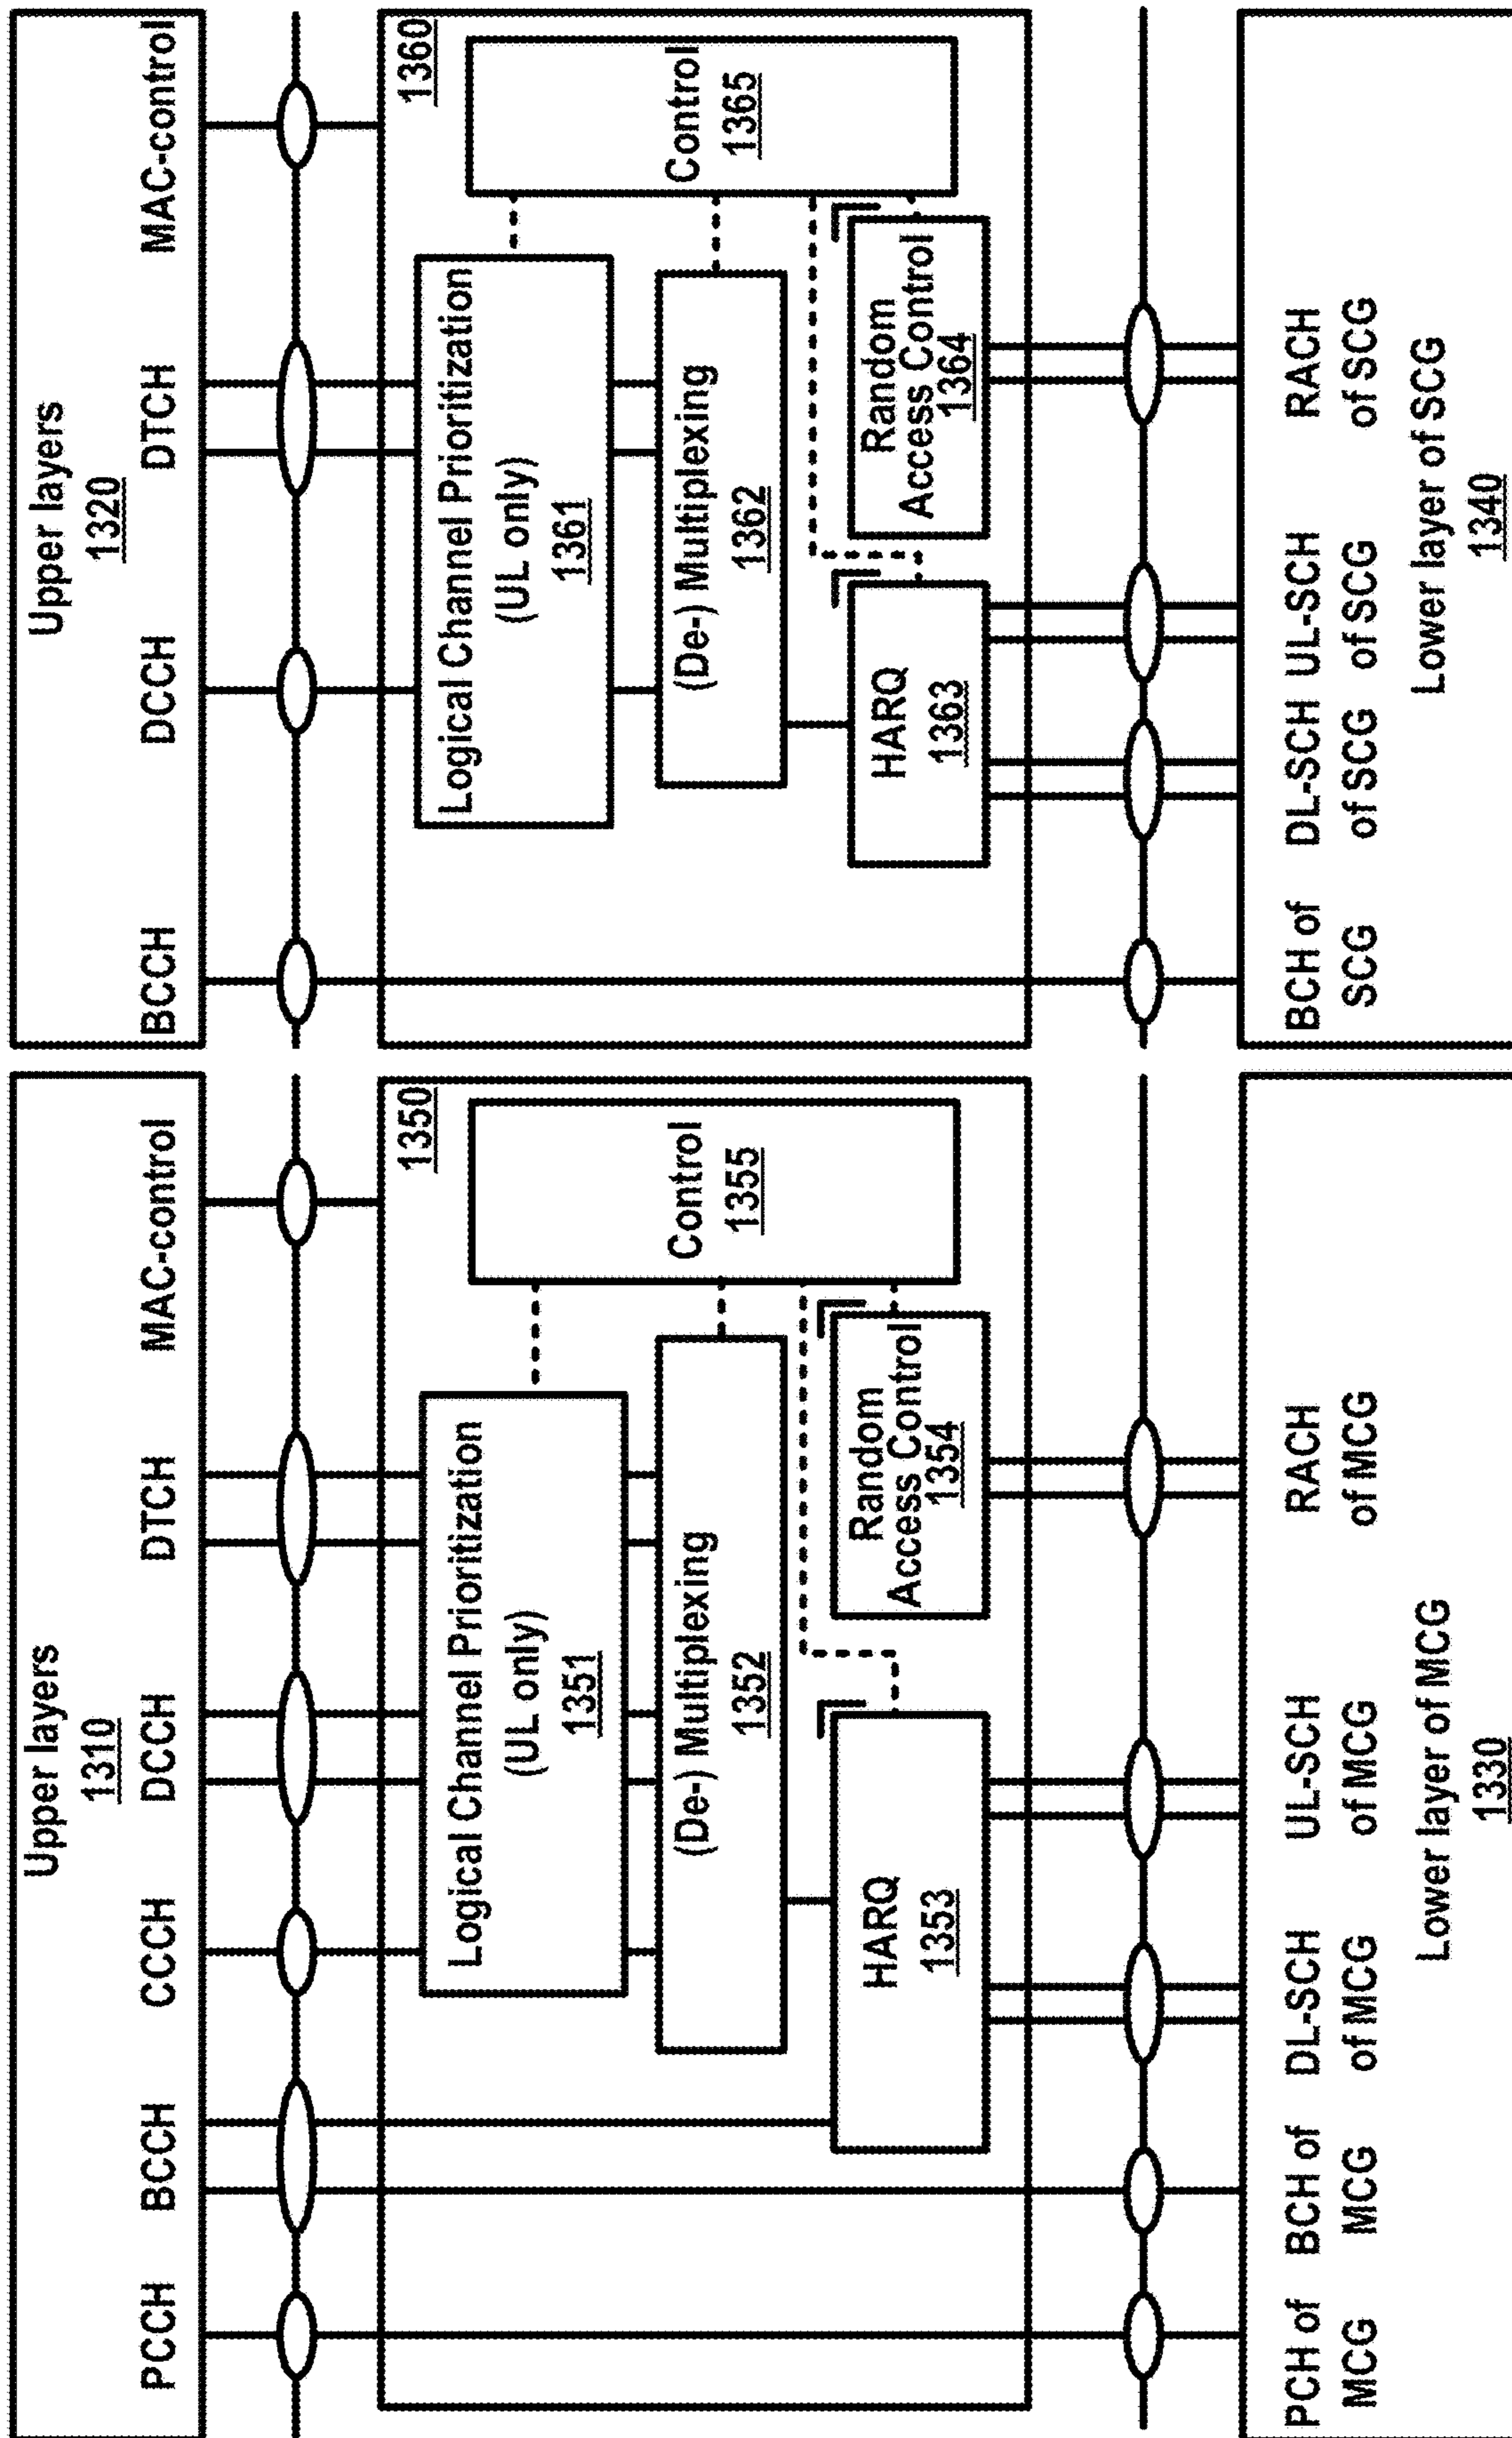 Upper layers
1310
PCCH
BCCH
CCCH
DCCH
DTCH
MAC-control
1350
Logical Channel Prioritization
(UL only)
1351
(De-) Multiplexing
1352
HARQ
1353
Random
Access Control
1354
Control
1355
PCH of
MCG
BCH of
MCG
DL-SCH
of MCG
UL-SCH
of MCG
RACH
of MCG
Lower layer of MCG
1330
Upper layers
1320
BCCH
DCCH
DTCH
MAC-control
1360
Logical Channel Prioritization
(UL only)
1361
(De-) Multiplexing
1362
HARQ
1363
Random
Access Control
1364
Control
1365
BCH of
SCG
DL-SCH
of SCG
UL-SCH
of SCG
RACH
of SCG
Lower layer of SCG
1340